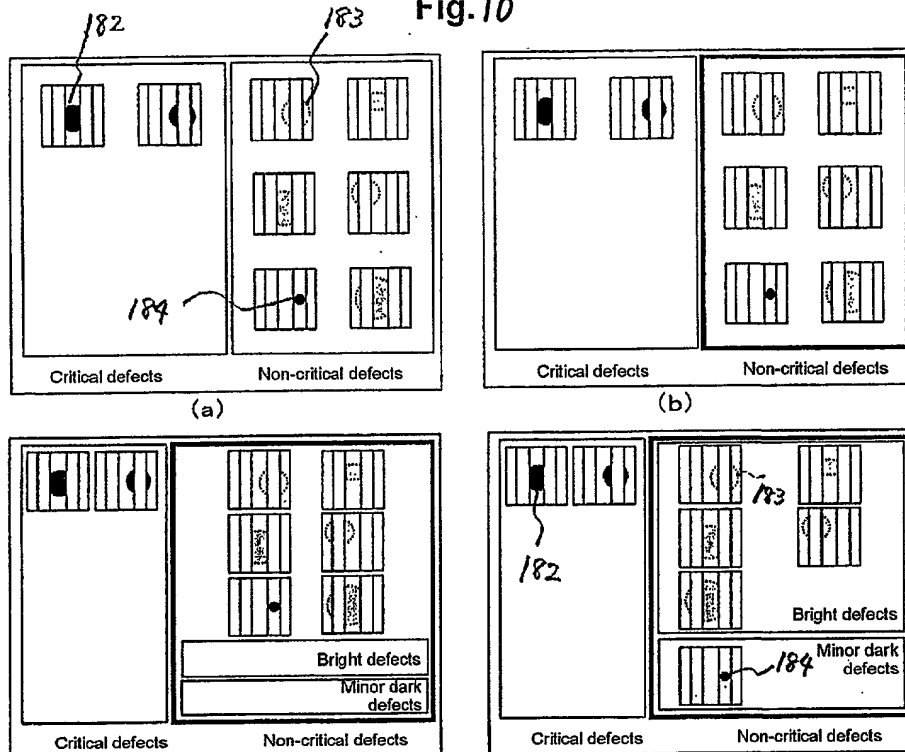 Fig.10
182
183
184
Critical defects
Non-critical defects
(a)
Critical defects
Non-critical defects
(b)
Bright defects
Minor dark
defects
Critical defects
Non-critical defects
182
183
Bright defects
Minor dark
defects
184
Critical defects
Non-critical defects